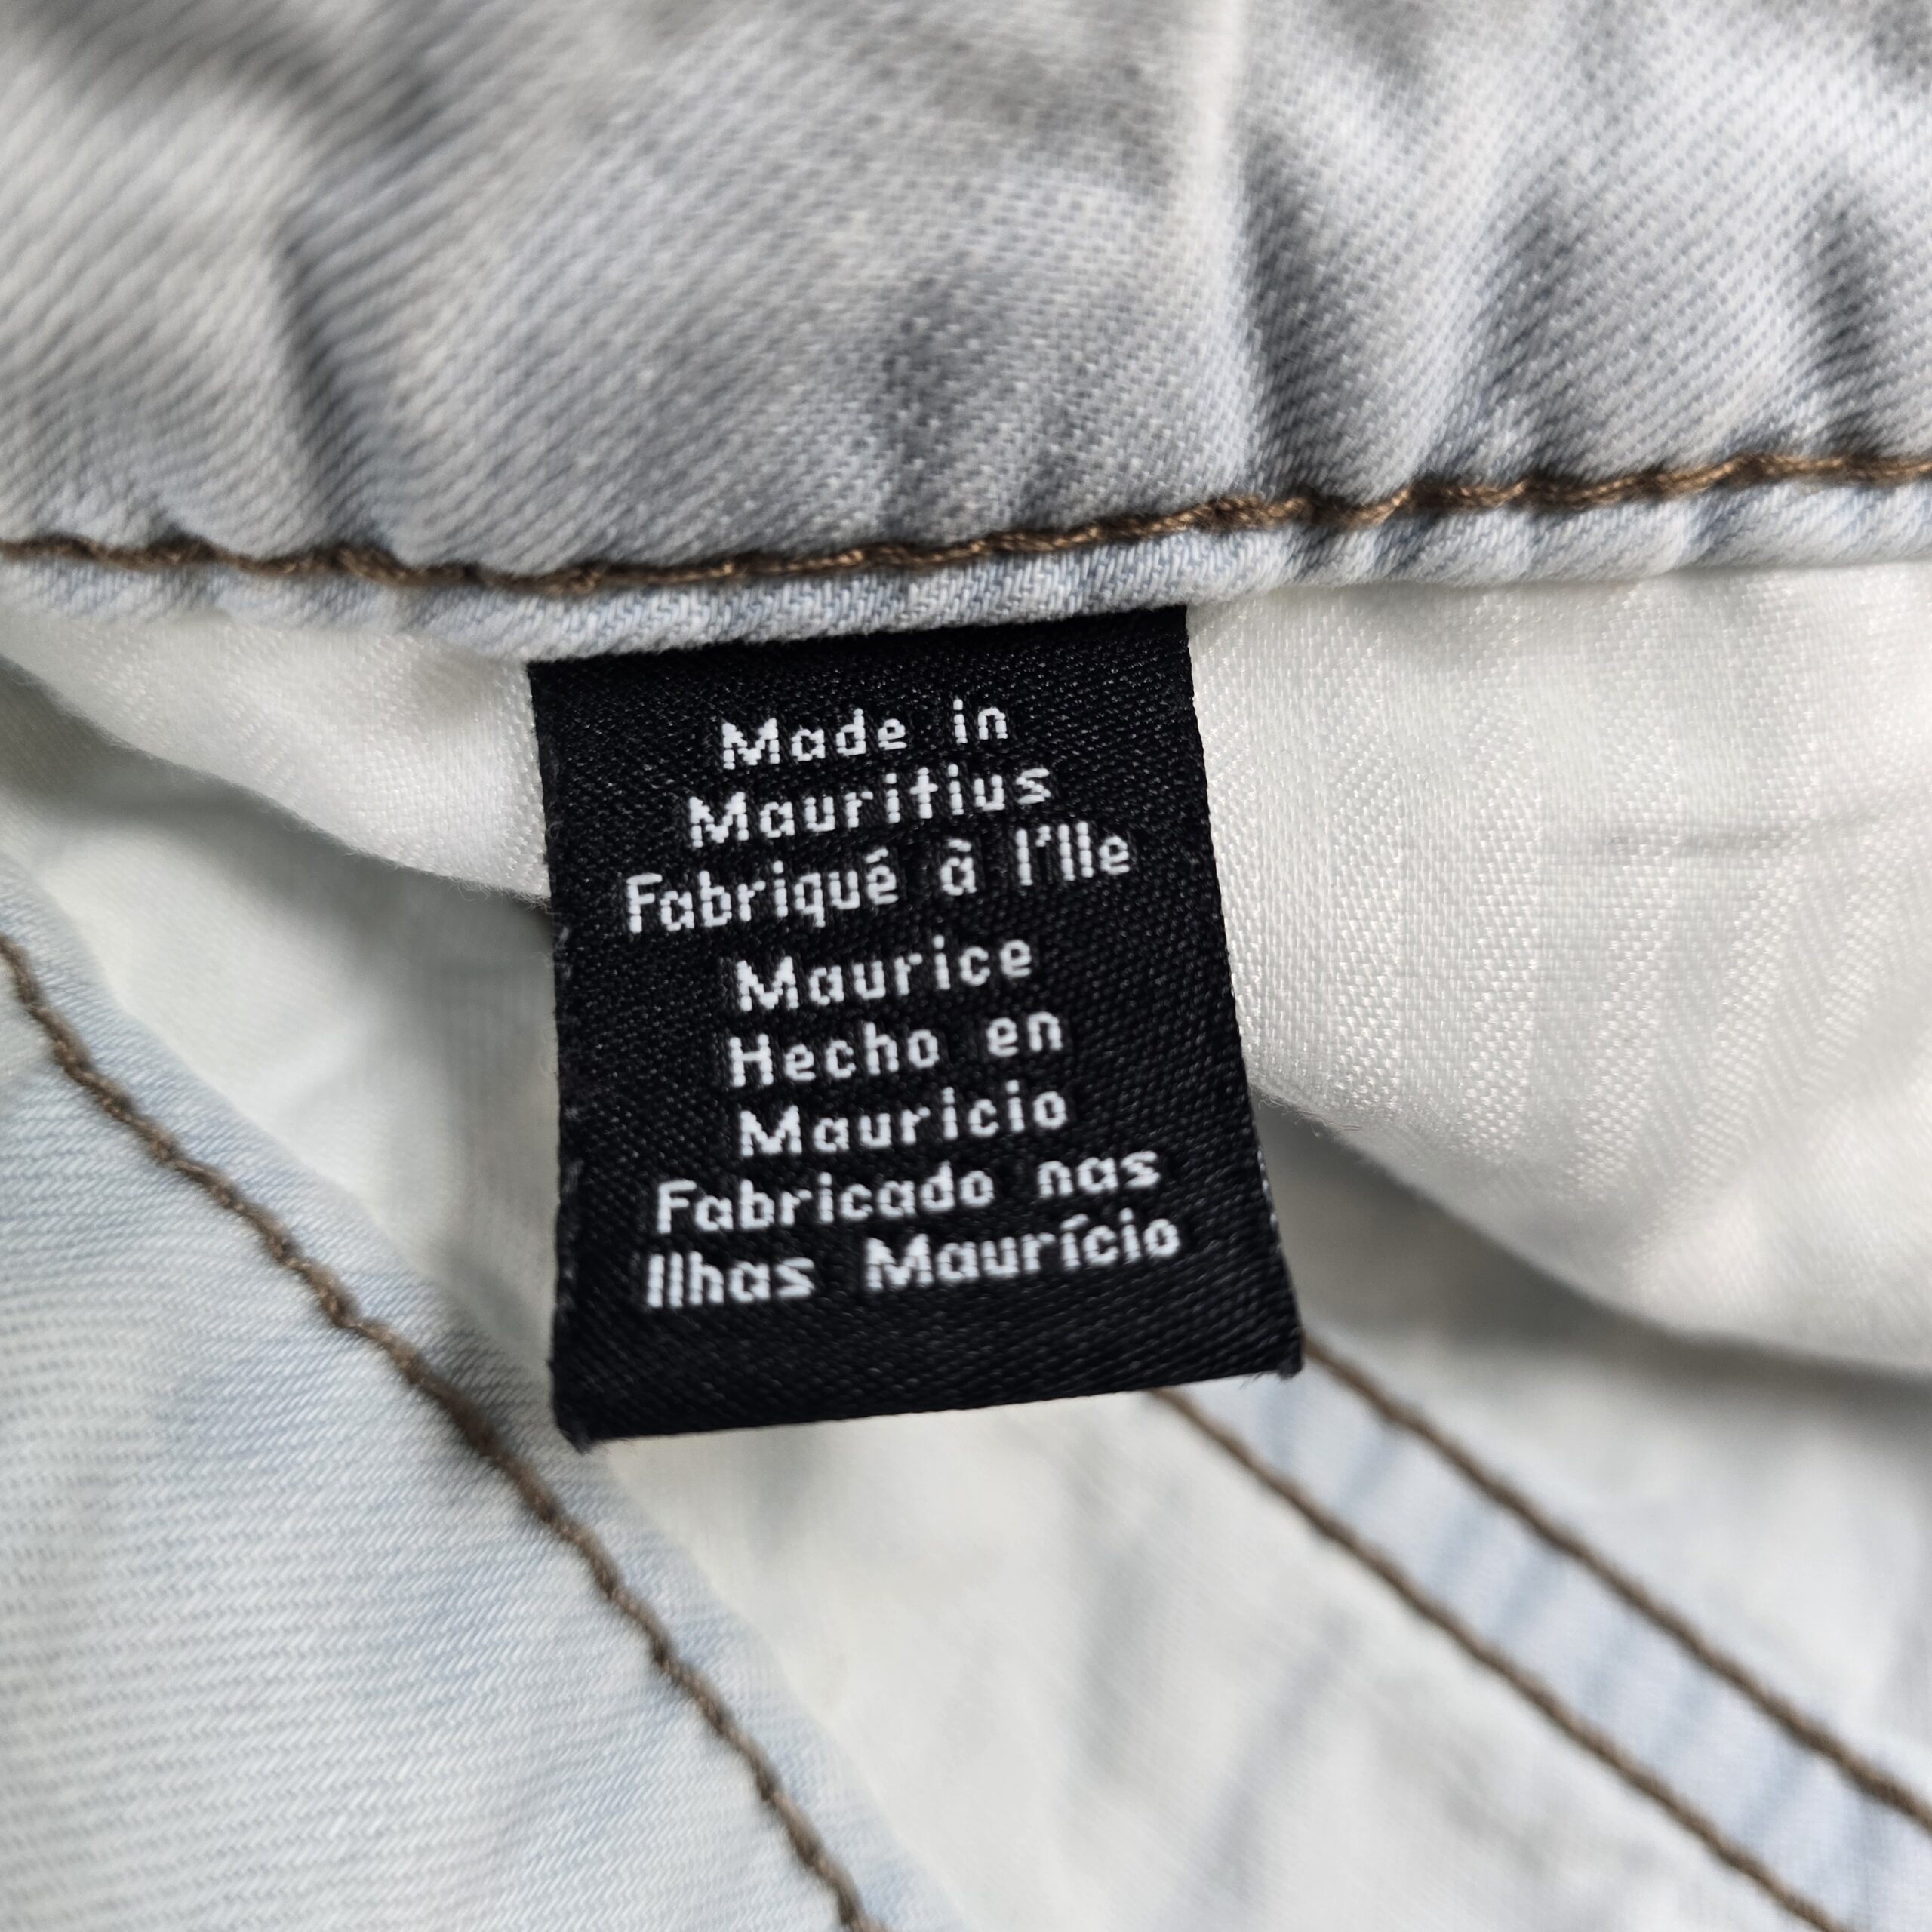 Made in
Mauritius
Fabriqué à l'Ile
Maurice
Hecho en
Mauricio
Fabricado nas
Ilhas Maurício